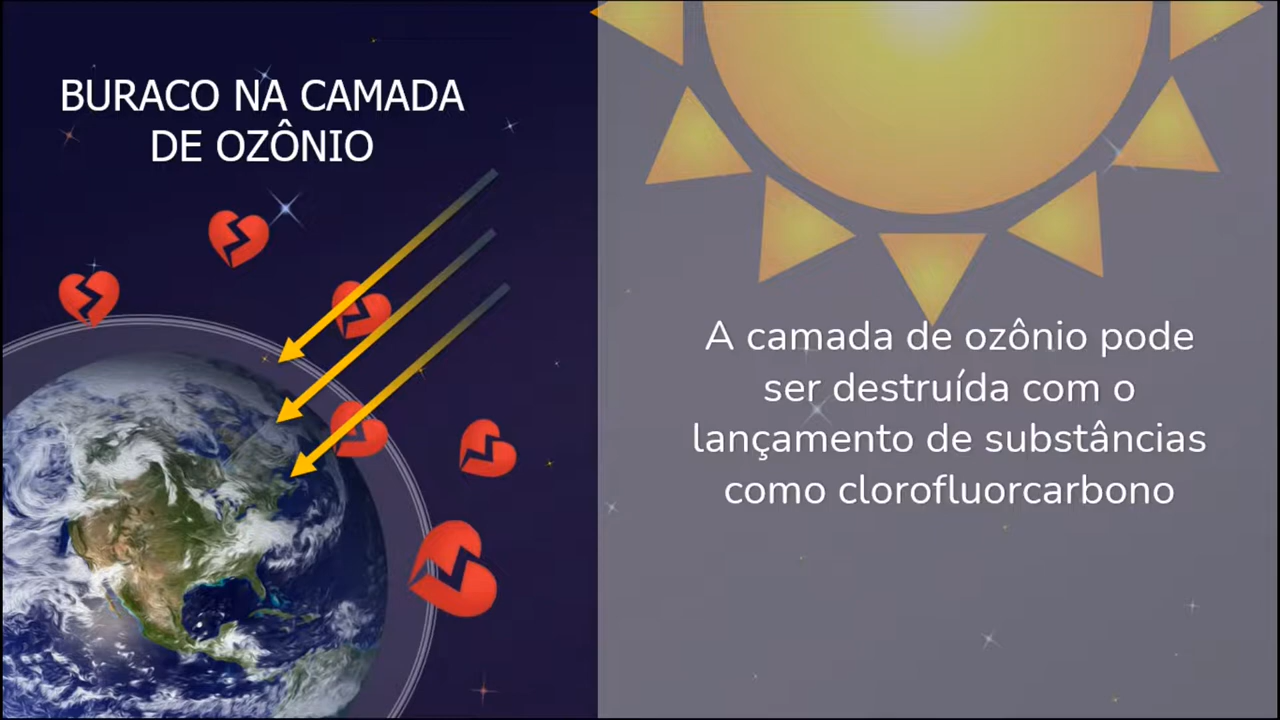 BURACO NA CAMADA
DE OZÔNIO
A camada de ozônio pode
ser destruída com o
lançamento de substâncias
como clorofluorcarbono